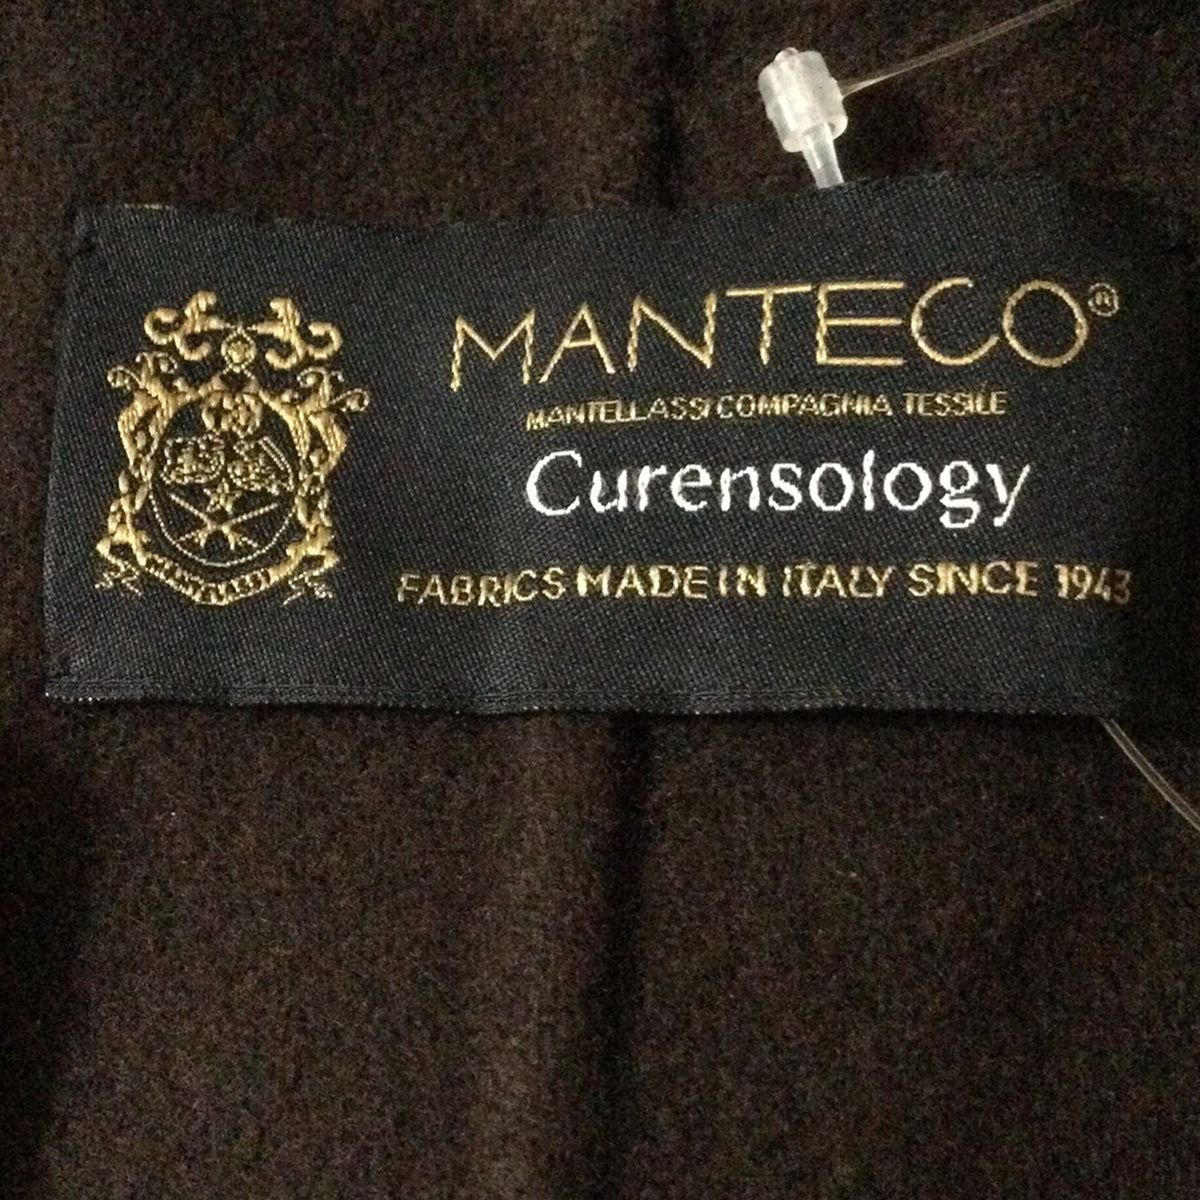 MANTECO®
MANTELLASSI COMPAGNIA TESSILE
Curensology
FABRICS MADE IN ITALY SINCE 1943